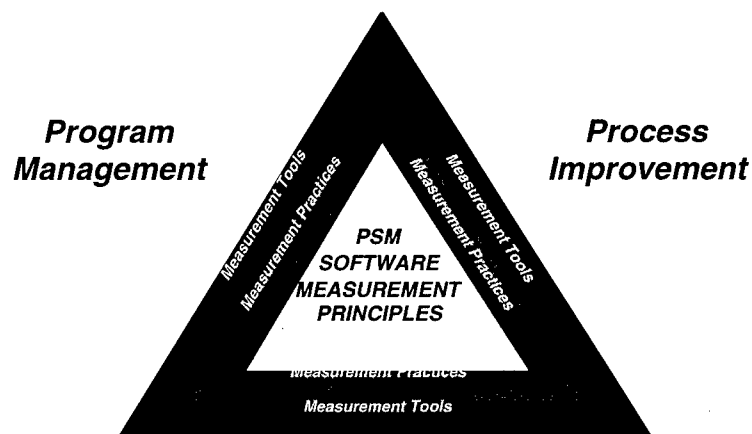 Program
Management
Process
Improvement
Measurement Tools
Measurement Practices
Measurement Tools
Measurement Practices
PSM
SOFTWARE
MEASUREMENT
PRINCIPLES
Measurement Practices
Measurement Tools